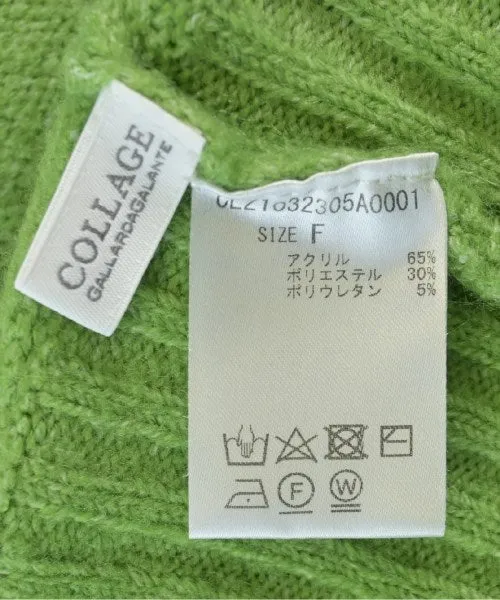 COLLAGE
GALLARDAGALANTE
SIZE F
アクリル 65%
ポリエステル 30%
ポリウレタン 5%
F W